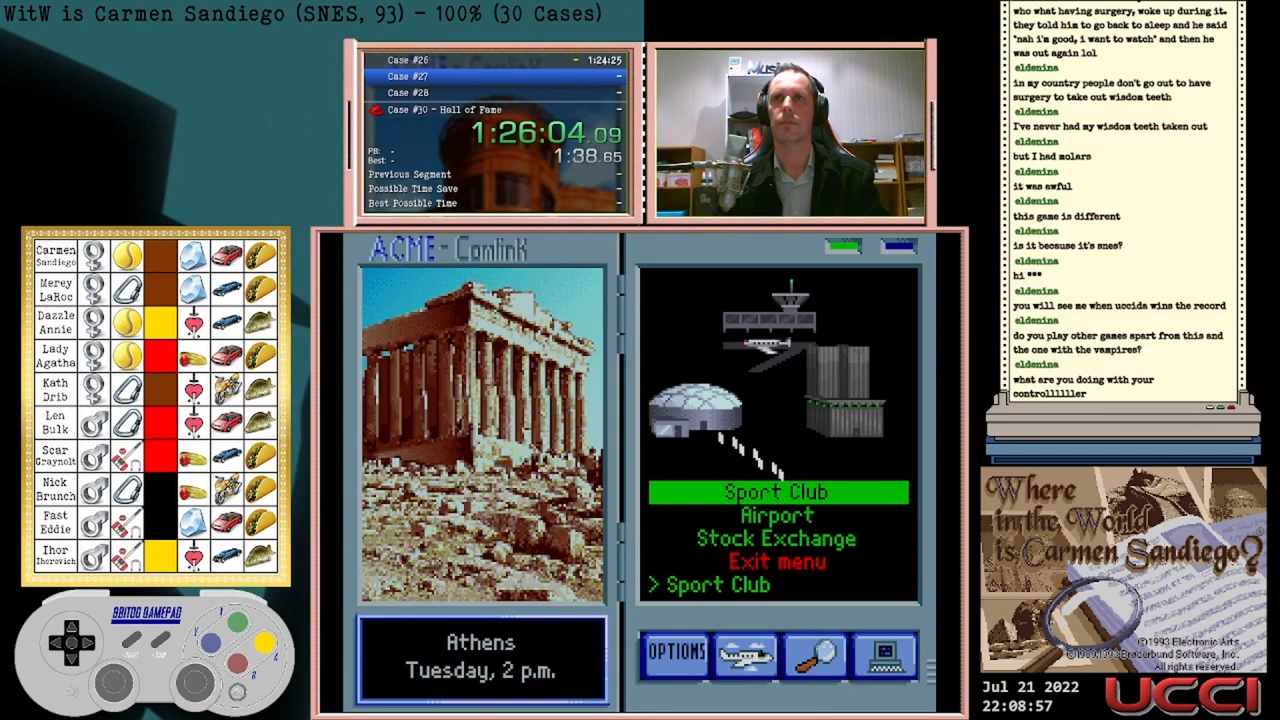 WitW is Carmen Sandiego (SNES, 93) - 100% (30 Cases)
Case #26 – 1:24:25
Case #27 –
Case #28 –
Case #30 - Hall of Fame –
1:26:04.09
1:38.65
PB: -
Best: -
Previous Segment –
Possible Time Save –
Best Possible Time –
Music
who what having surgery, woke up during it.
they told him to go back to sleep and he said
"nah i'm good, i want to watch" and then he
was out again lol
eldenina
in my country people don't go out to have
surgery to take out wisdom teeth
eldenina
I've never had my wisdom teeth taken out
eldenina
but I had molars
eldenina
it was awful
eldenina
this game is different
eldenina
is it because it's snes?
eldenina
hi ***
eldenina
you will see me when uccida wins the record
eldenina
do you play other games apart from this and
the one with the vampires?
eldenina
what are you doing with your
controllllller
Carmen
Sandiego
Merey
LaRoc
Dazzle
Annie
Lady
Agatha
Kath
Drib
Len
Bulk
Scar
Graynolt
Nick
Brunch
Fast
Eddie
Ihor
Ihorovich
ACME - Comlink
Sport Club
Airport
Stock Exchange
Exit menu
> Sport Club
Athens
Tuesday, 2 p.m.
OPTIONS
8BITDO GAMEPAD
Where
in the World
is Carmen Sandiego?
©1993 Electronic Arts
Brøderbund Software, Inc.
All rights reserved.
Jul 21 2022
22:08:57
UCCI